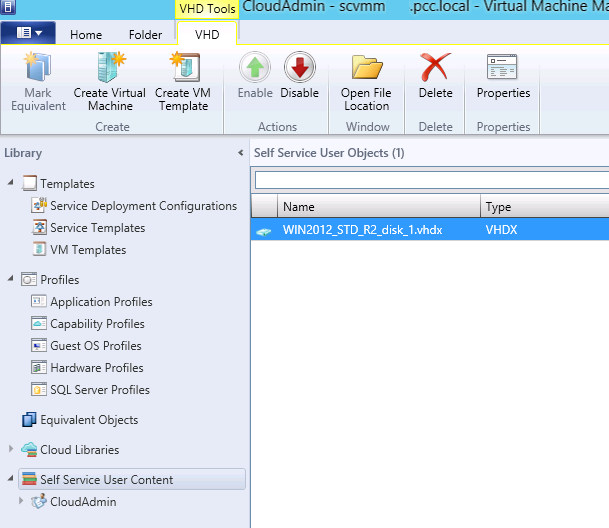 VHD Tools CloudAdmin - scvmm .pcc.local - Virtual Machine Ma
Home Folder VHD
Mark Equivalent Create Virtual Machine Create VM Template Enable Disable Open File Location Delete Properties
Create Actions Window Delete Properties
Library
Self Service User Objects (1)
Templates
Service Deployment Configurations
Service Templates
VM Templates
Profiles
Application Profiles
Capability Profiles
Guest OS Profiles
Hardware Profiles
SQL Server Profiles
Equivalent Objects
Cloud Libraries
Self Service User Content
CloudAdmin
Name Type
WIN2012_STD_R2_disk_1.vhdx VHDX